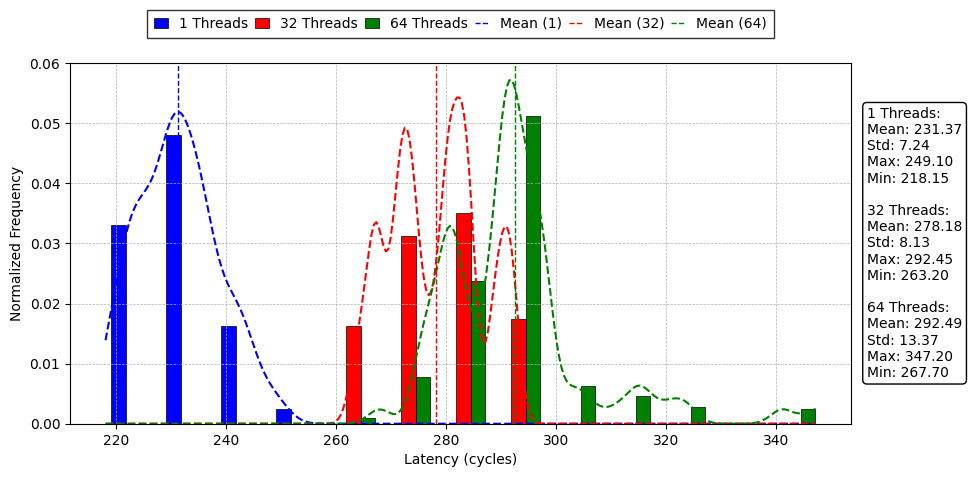 1 Threads 32 Threads 64 Threads Mean (1) Mean (32) Mean (64)
0.06
0.05
0.04
0.03
0.02
0.01
0.00
Normalized Frequency
220 240 260 280 300 320 340
Latency (cycles)
1 Threads:
Mean: 231.37
Std: 7.24
Max: 249.10
Min: 218.15
32 Threads:
Mean: 278.18
Std: 8.13
Max: 292.45
Min: 263.20
64 Threads:
Mean: 292.49
Std: 13.37
Max: 347.20
Min: 267.70